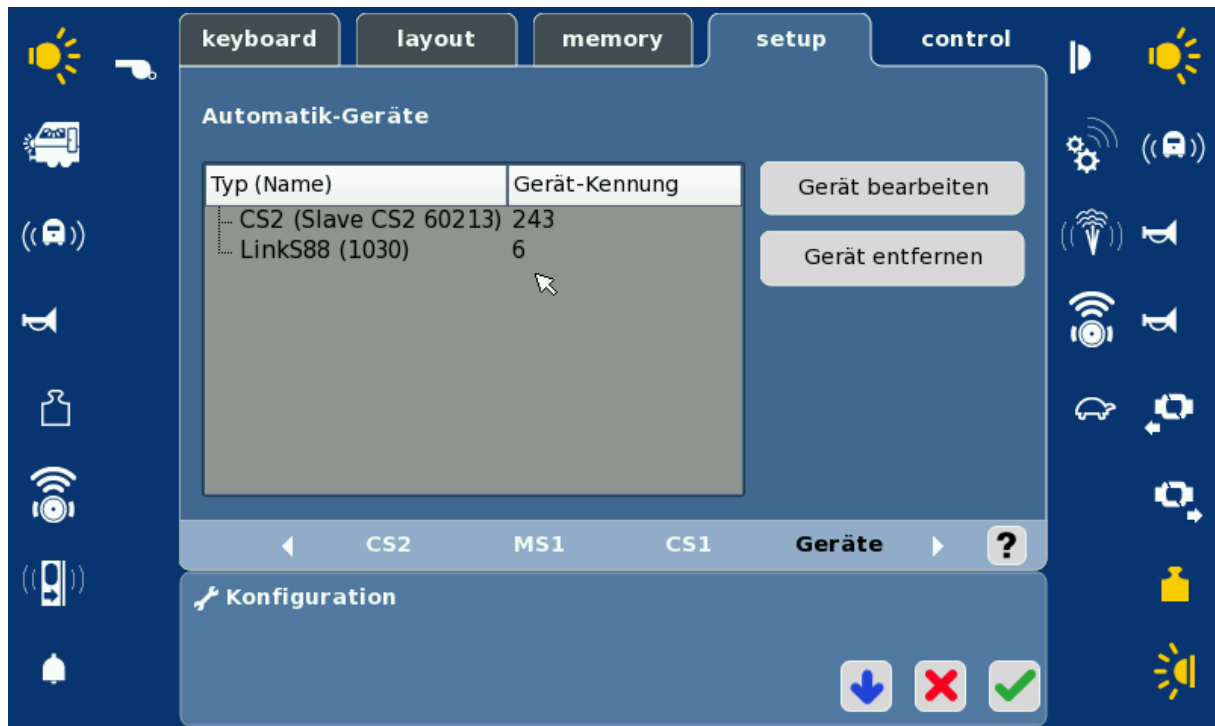 keyboard layout memory setup control
Automatik-Geräte
Typ (Name) Gerät-Kennung
CS2 (Slave CS2 60213) 243
LinkS88 (1030) 6
Gerät bearbeiten
Gerät entfernen
CS2 MS1 CS1 Geräte ?
Konfiguration